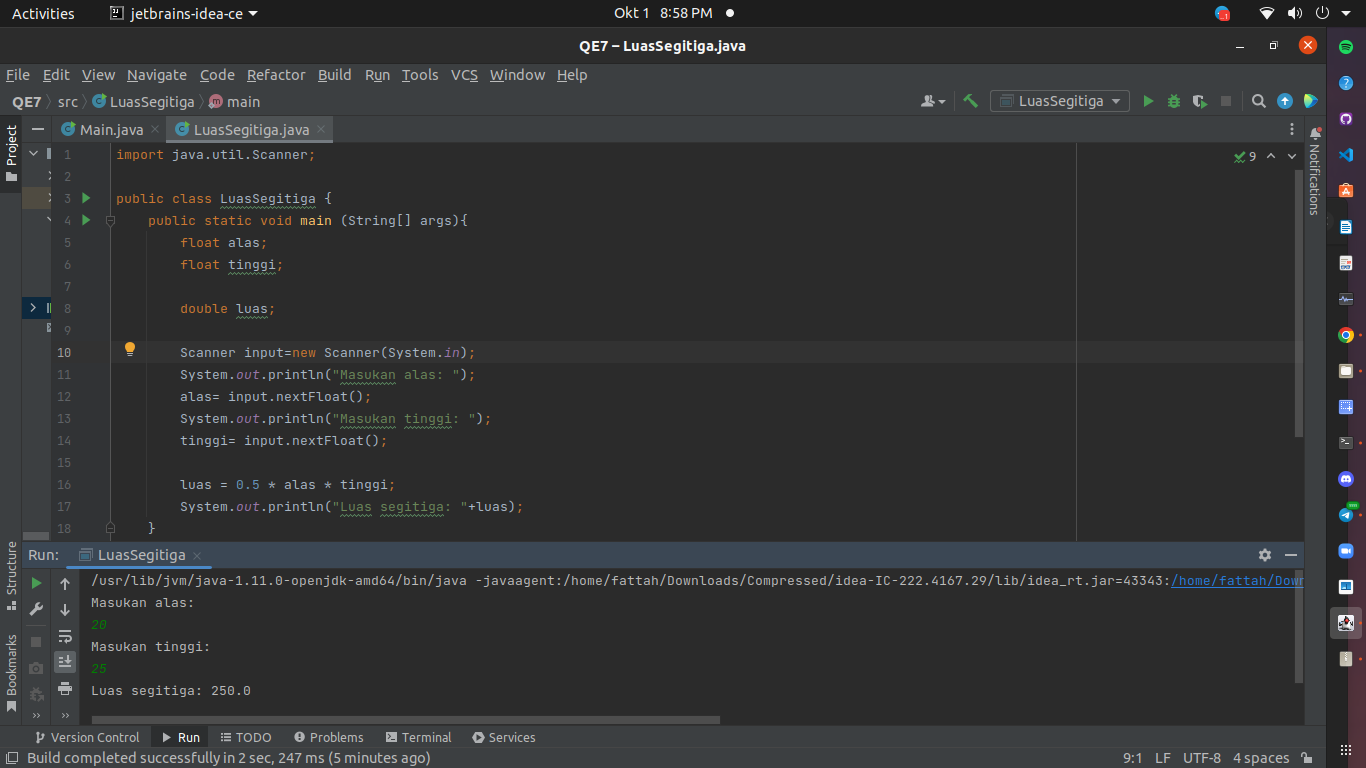 Activities
jetbrains-idea-ce
Okt 1 8:58 PM
QE7 – LuasSegitiga.java
File Edit View Navigate Code Refactor Build Run Tools VCS Window Help
QE7 src LuasSegitiga main
LuasSegitiga
Project
Main.java LuasSegitiga.java
Notifications
9
1 import java.util.Scanner;
2
3 public class LuasSegitiga {
4 public static void main (String[] args){
5 float alas;
6 float tinggi;
7
8 double luas;
9
10 Scanner input=new Scanner(System.in);
11 System.out.println("Masukan alas: ");
12 alas= input.nextFloat();
13 System.out.println("Masukan tinggi: ");
14 tinggi= input.nextFloat();
15
16 luas = 0.5 * alas * tinggi;
17 System.out.println("Luas segitiga: "+luas);
18 }
Structure
Bookmarks
Run: LuasSegitiga
/usr/lib/jvm/java-1.11.0-openjdk-amd64/bin/java -javaagent:/home/fattah/Downloads/Compressed/idea-IC-222.4167.29/lib/idea_rt.jar=43343:/home/fattah/Down
Masukan alas:
20
Masukan tinggi:
25
Luas segitiga: 250.0
Version Control Run TODO Problems Terminal Services
Build completed successfully in 2 sec, 247 ms (5 minutes ago)
9:1 LF UTF-8 4 spaces